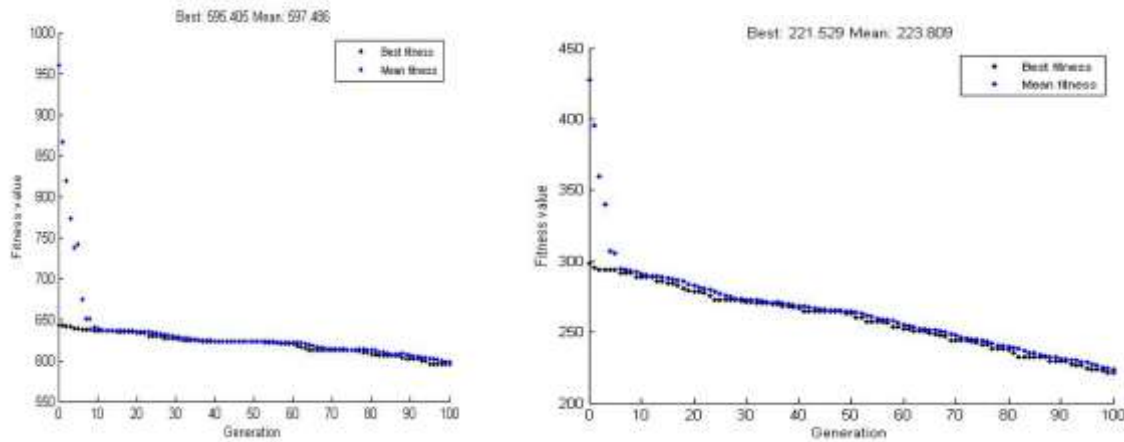 Best: 595.405 Mean: 597.486
1000
950
900
850
800
750
700
650
600
550
0 10 20 30 40 50 60 70 80 90 100
Fitness value
Generation
Best fitness
Mean fitness
Best: 221.529 Mean: 223.809
450
400
350
300
250
200
0 10 20 30 40 50 60 70 80 90 100
Fitness value
Generation
Best fitness
Mean fitness